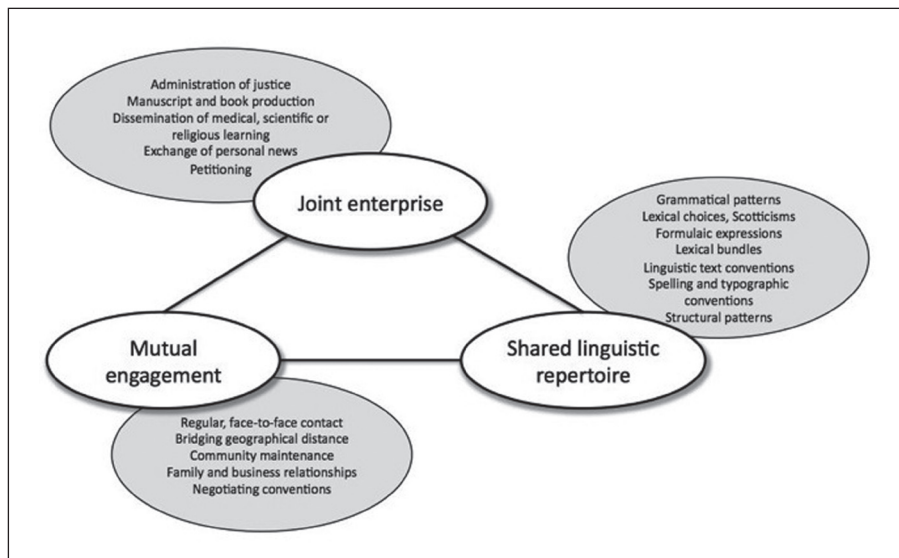 Administration of justice
Manuscript and book production
Dissemination of medical, scientific or
religious learning
Exchange of personal news
Petitioning
Joint enterprise
Grammatical patterns
Lexical choices, Scotticisms
Formulaic expressions
Lexical bundles
Linguistic text conventions
Spelling and typographic
conventions
Structural patterns
Mutual
engagement
Shared linguistic
repertoire
Regular, face-to-face contact
Bridging geographical distance
Community maintenance
Family and business relationships
Negotiating conventions